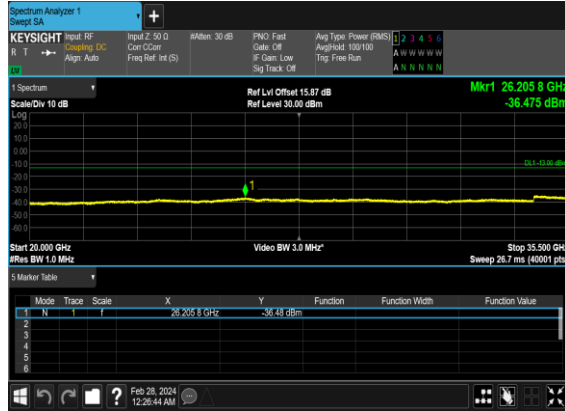 Spectrum Analyzer 1
Swept SA
+
KEYSIGHT Input: RF Input Z: 50 Ω #Atten: 30 dB PNO: Fast Avg Type: Power (RMS) 1 2 3 4 5 6
R T Coupling: DC Corr CCorr Gate: Off Avg|Hold: 100/100 A W W W W W
Align: Auto Freq Ref: Int (S) IF Gain: Low Trig: Free Run
Sig Track: Off A N N N N N
1 Spectrum
Ref Lvl Offset 15.87 dB Mkr1 26.205 8 GHz
Scale/Div 10 dB Ref Level 30.00 dBm -36.475 dBm
Log
20.0
10.0
0.00
-10.0
DL1 -13.00 dBm
-20.0
-30.0
1
-40.0
-50.0
-60.0
Start 20.000 GHz Video BW 3.0 MHz* Stop 35.500 GHz
#Res BW 1.0 MHz Sweep 26.7 ms (40001 pts
5 Marker Table
Mode Trace Scale X Y Function Function Width Function Value
1 N 1 f 26.205 8 GHz -36.48 dBm
2
3
4
5
6
? Feb 28, 2024
12:26:44 AM